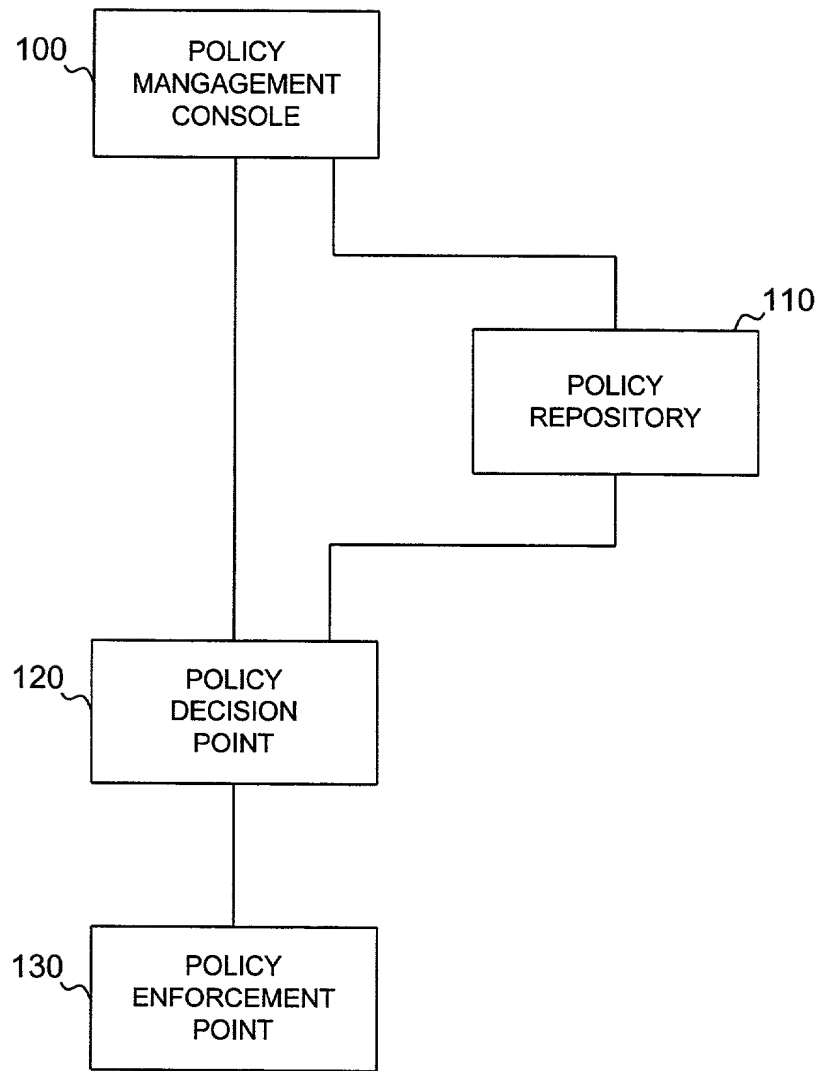 100
POLICY
MANGAGEMENT
CONSOLE
110
POLICY
REPOSITORY
120
POLICY
DECISION
POINT
130
POLICY
ENFORCEMENT
POINT